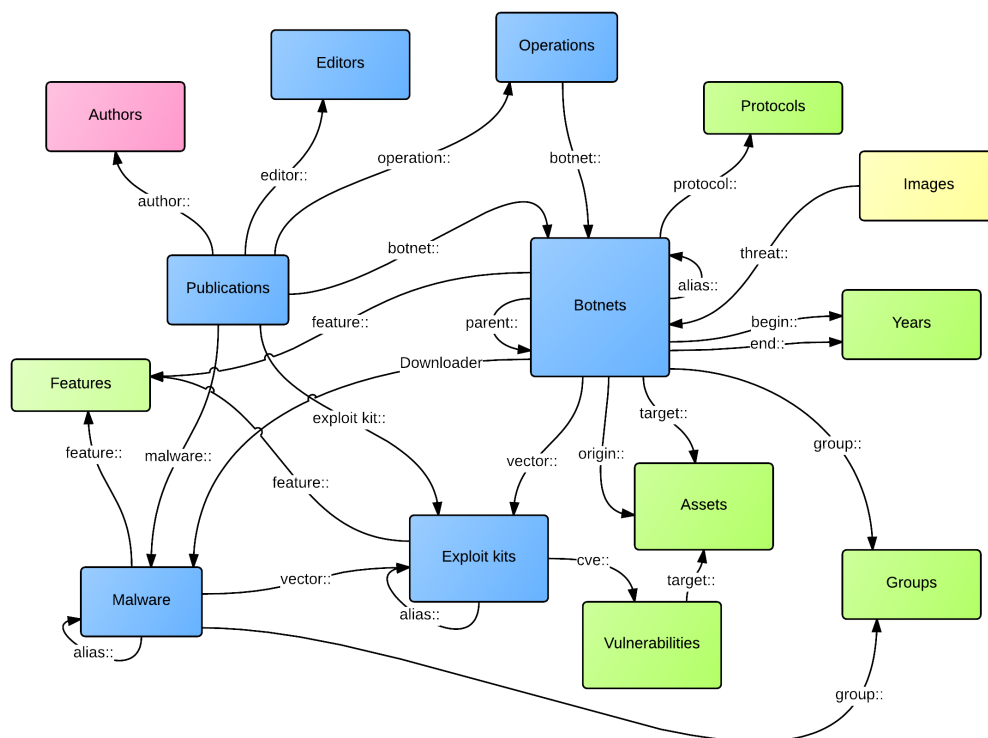 Operations
Editors
Protocols
Authors
operation::
botnet::
editor::
protocol::
Images
author::
botnet::
threat::
Publications
alias::
Botnets
feature::
parent::
begin::
Years
end::
Downloader
Features
exploit kit::
target::
group::
feature::
malware::
origin::
vector::
feature::
Assets
Exploit kits
cve::
vector::
target::
Groups
Malware
alias::
Vulnerabilities
alias::
group::